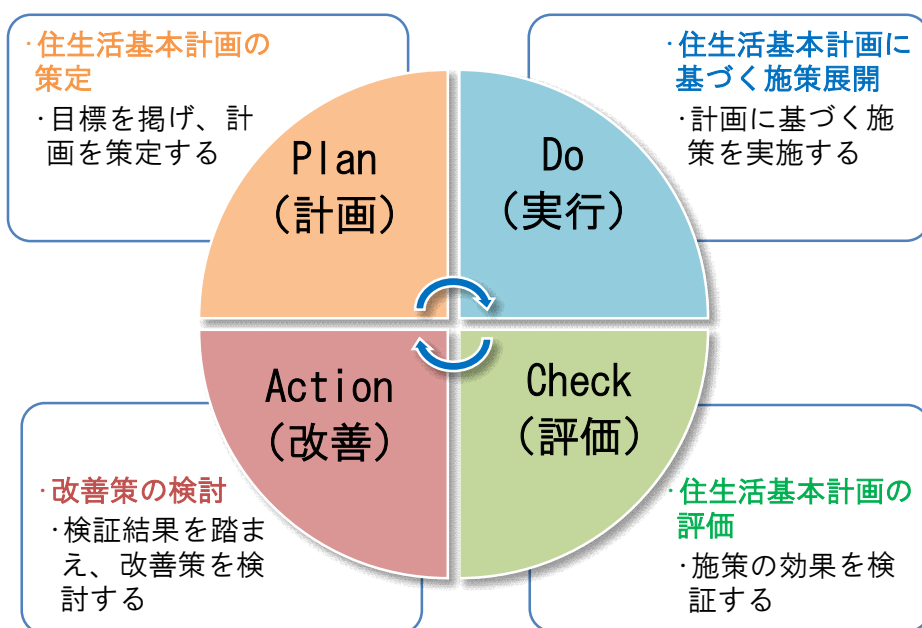 ・住生活基本計画の
策定
・目標を掲げ、計
画を策定する
Plan
(計画)
・住生活基本計画に
基づく施策展開
・計画に基づく施
策を実施する
Do
(実行)
Action
(改善)
・改善策の検討
・検証結果を踏ま
え、改善策を検
討する
Check
(評価)
・住生活基本計画の
評価
・施策の効果を検
証する